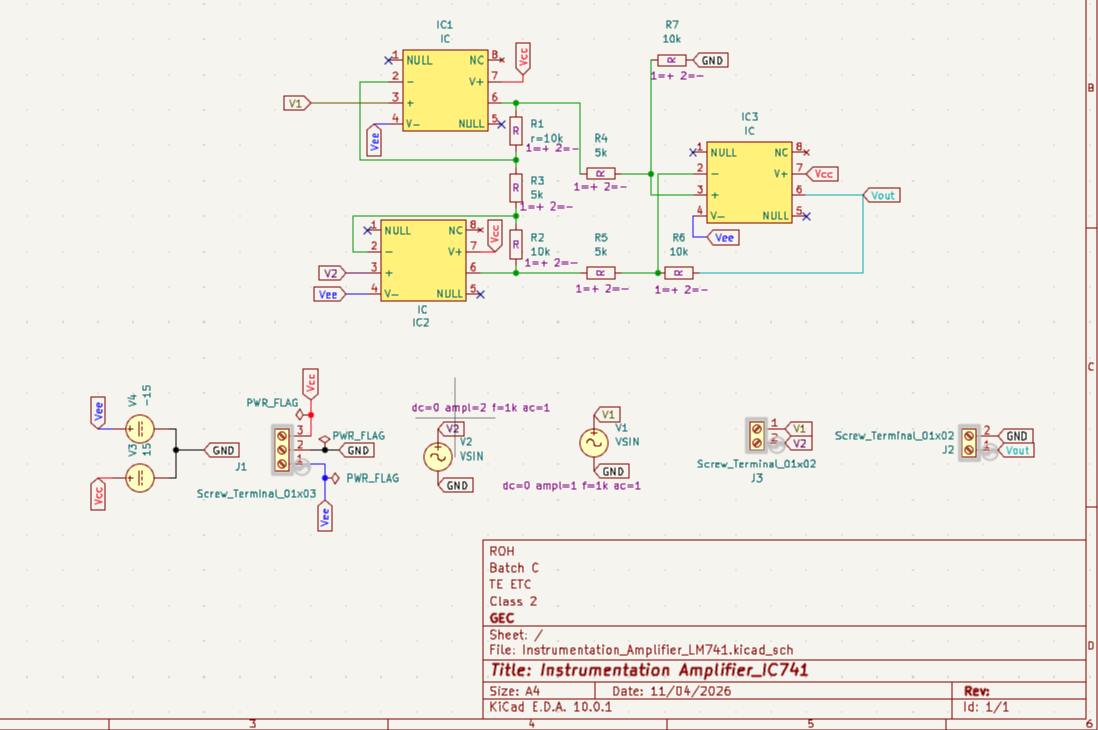 IC1
IC
1 NULL NC 8
2 - V+ 7
3 + 6
4 V- NULL 5
Vcc
V1
Vee
R1
R
r=10k
1=+ 2=-
R3
R
5k
1=+ 2=-
R2
R
10k
1=+ 2=-
R4
5k
R
1=+ 2=-
R7
10k
R
GND
1=+ 2=-
IC3
IC
1 NULL NC 8
2 - V+ 7
3 + 6
4 V- NULL 5
Vcc
Vout
Vee
1 NULL NC 8
2 - V+ 7
3 + 6
4 V- NULL 5
Vcc
V2
Vee
IC
IC2
R5
5k
R
1=+ 2=-
R6
10k
R
1=+ 2=-
Vee
V4
-15
V3
15
Vcc
GND
Vcc
PWR_FLAG
3
2
1
PWR_FLAG
GND
J1
PWR_FLAG
Screw_Terminal_01x03
Vee
dc=0 ampl=2 f=1k ac=1
V2
V2
VSIN
GND
V1
V1
VSIN
GND
dc=0 ampl=1 f=1k ac=1
1 V1
2 V2
Screw_Terminal_01x02
J3
Screw_Terminal_01x02
J2
2 GND
1 Vout
ROH
Batch C
TE ETC
Class 2
GEC
Sheet: /
File: Instrumentation_Amplifier_LM741.kicad_sch
Title: Instrumentation Amplifier_IC741
Size: A4 Date: 11/04/2026 Rev:
KiCad E.D.A. 10.0.1 Id: 1/1
B
C
D
3 4 5 6